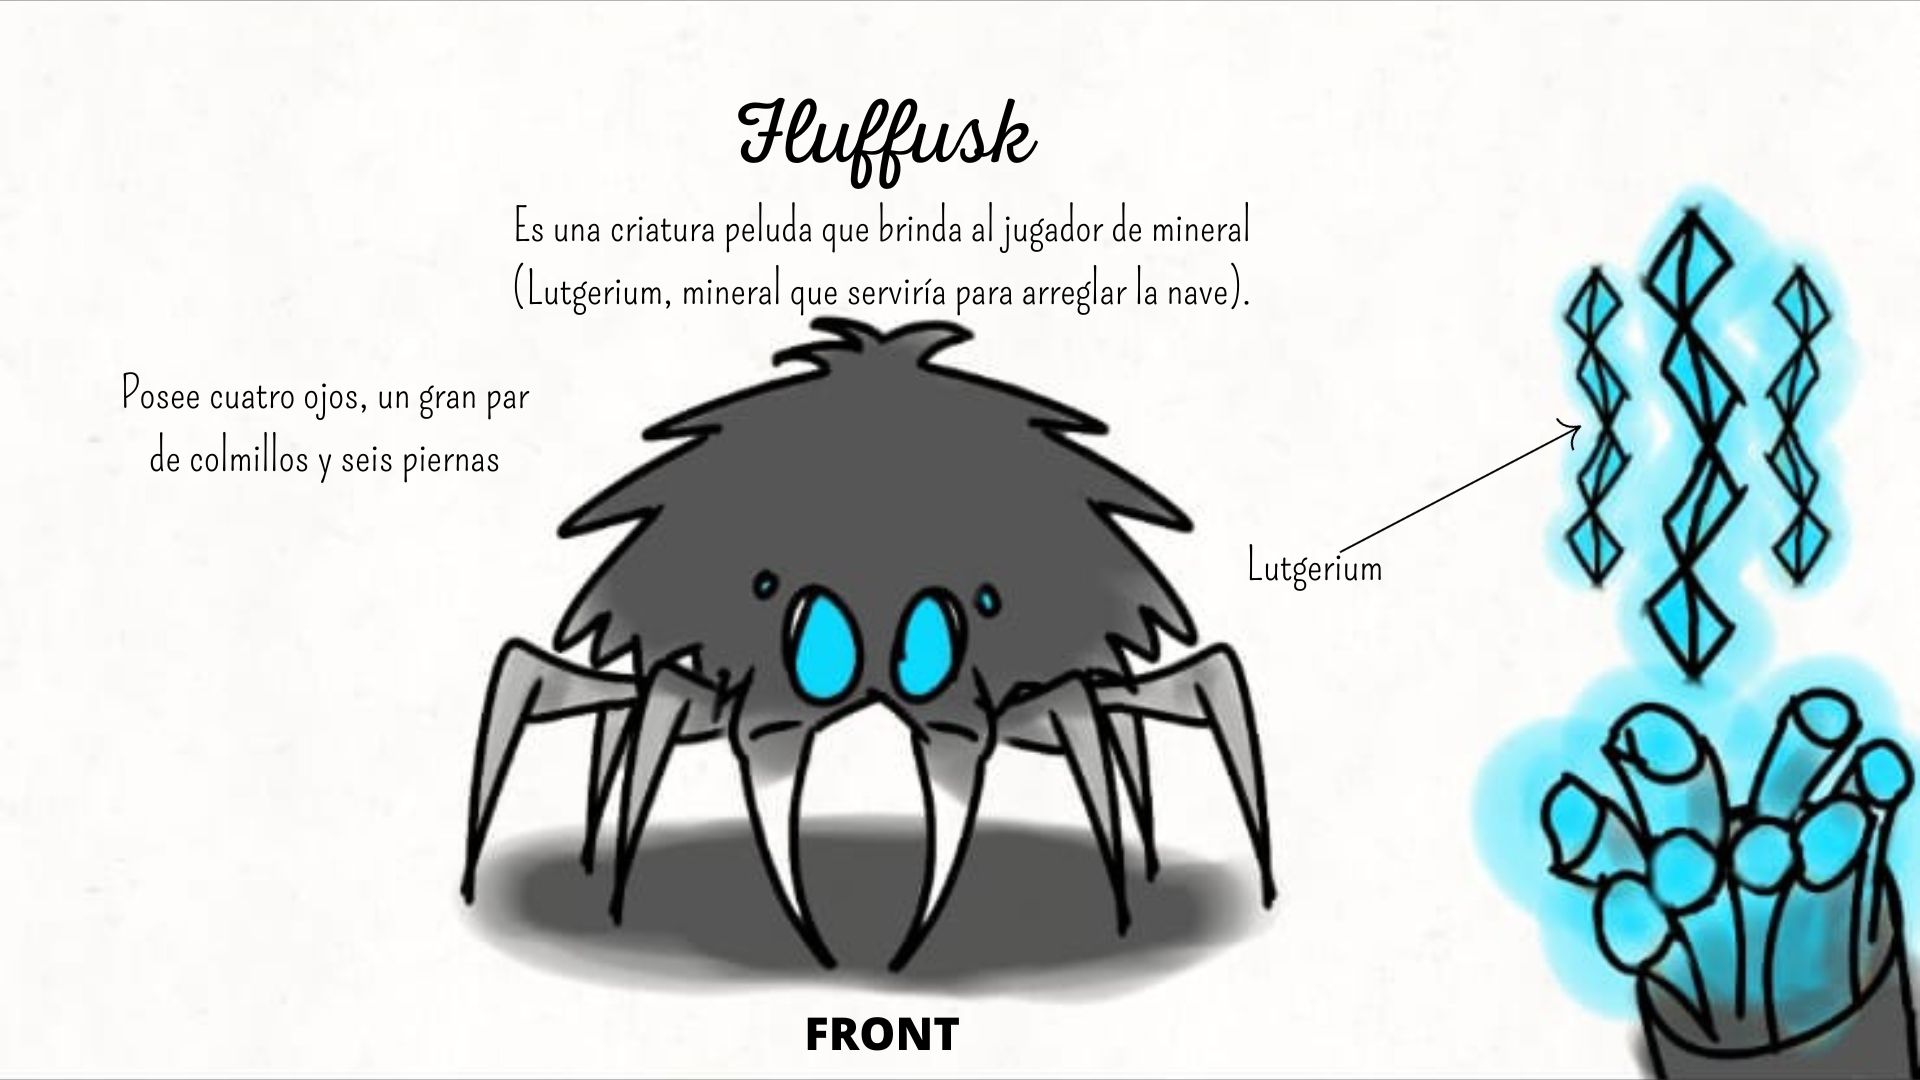 Fluffusk
Es una criatura peluda que brinda al jugador de mineral
(Lutgerium, mineral que serviría para arreglar la nave).
Posee cuatro ojos, un gran par
de colmillos y seis piernas
Lutgerium
FRONT